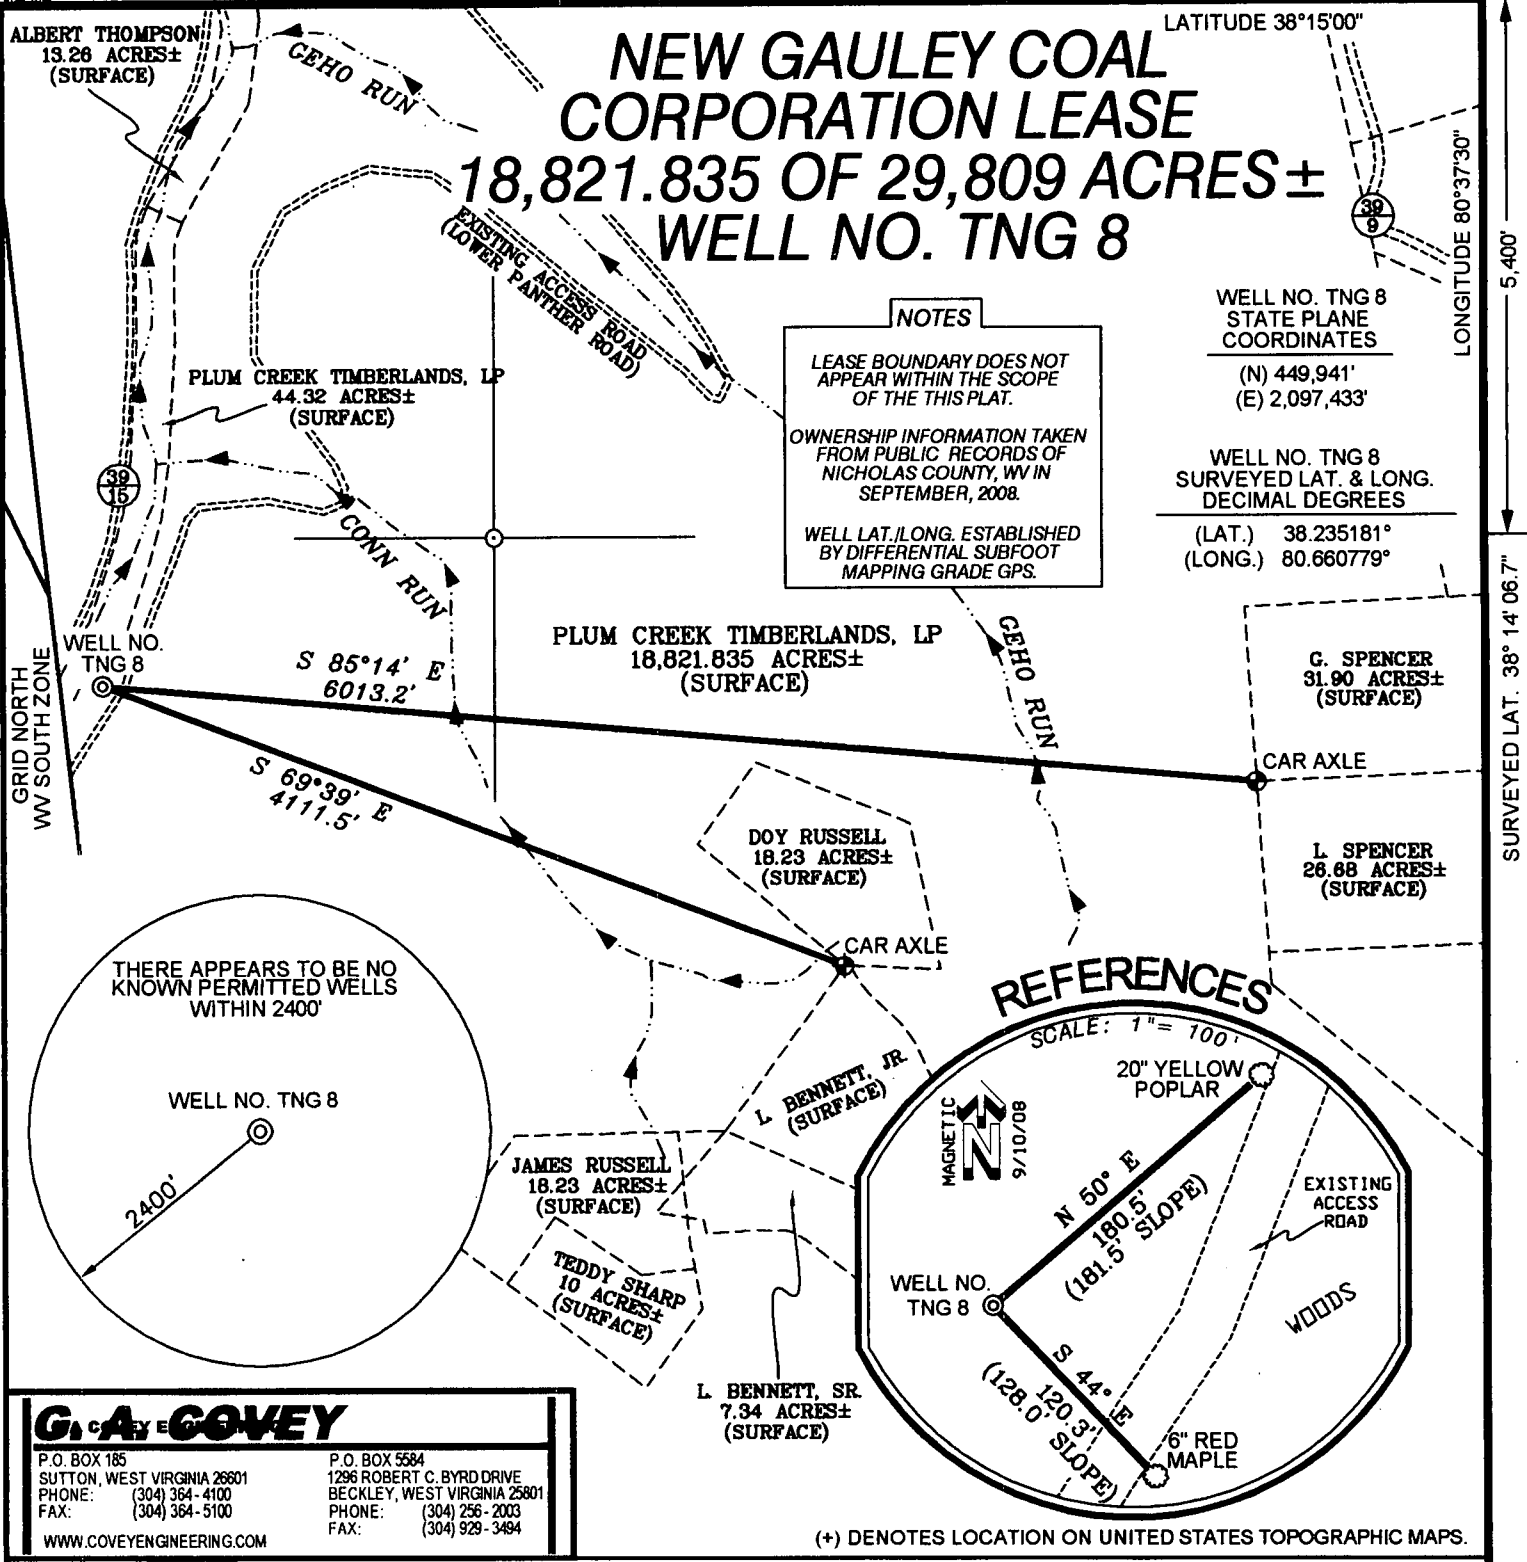 ALBERT THOMPSON
13.26 ACRES±
(SURFACE)
GEHO RUN
NEW GAULEY COAL
CORPORATION LEASE
18,821.835 OF 29,809 ACRES±
WELL NO. TNG 8
LATITUDE 38°15'00"
LONGITUDE 80°37'30"
5,400'
39
9
EXISTING ACCESS ROAD
(LOWER PANTHER ROAD)
NOTES
LEASE BOUNDARY DOES NOT
APPEAR WITHIN THE SCOPE
OF THE THIS PLAT.
OWNERSHIP INFORMATION TAKEN
FROM PUBLIC RECORDS OF
NICHOLAS COUNTY, WV IN
SEPTEMBER, 2008.
WELL LAT./LONG. ESTABLISHED
BY DIFFERENTIAL SUBFOOT
MAPPING GRADE GPS.
WELL NO. TNG 8
STATE PLANE
COORDINATES
(N) 449,941'
(E) 2,097,433'
WELL NO. TNG 8
SURVEYED LAT. & LONG.
DECIMAL DEGREES
(LAT.) 38.235181°
(LONG.) 80.660779°
SURVEYED LAT. 38° 14' 06.7"
PLUM CREEK TIMBERLANDS, LP
44.32 ACRES±
(SURFACE)
39
15
CONN RUN
WELL NO.
TNG 8
GRID NORTH
WV SOUTH ZONE
S 85°14' E
6013.2'
PLUM CREEK TIMBERLANDS, LP
18,821.835 ACRES±
(SURFACE)
GEHO RUN
G. SPENCER
31.90 ACRES±
(SURFACE)
CAR AXLE
S 69°39' E
4111.5'
DOY RUSSELL
18.23 ACRES±
(SURFACE)
L. SPENCER
26.68 ACRES±
(SURFACE)
CAR AXLE
THERE APPEARS TO BE NO
KNOWN PERMITTED WELLS
WITHIN 2400'
WELL NO. TNG 8
2400'
L. BENNETT, JR.
(SURFACE)
JAMES RUSSELL
18.23 ACRES±
(SURFACE)
TEDDY SHARP
10 ACRES±
(SURFACE)
L. BENNETT, SR.
7.34 ACRES±
(SURFACE)
REFERENCES
SCALE: 1"= 100'
20" YELLOW
POPLAR
MAGNETIC
N
9/10/08
N 50° E
180.5'
(181.5' SLOPE)
EXISTING
ACCESS
ROAD
WELL NO.
TNG 8
WOODS
S 44° E
120.3'
(128.0' SLOPE)
6" RED
MAPLE
G. A. COVEY
P.O. BOX 185
SUTTON, WEST VIRGINIA 26601
PHONE: (304) 364-4100
FAX: (304) 364-5100
WWW.COVEYENGINEERING.COM
P.O. BOX 5584
1296 ROBERT C. BYRD DRIVE
BECKLEY, WEST VIRGINIA 25801
PHONE: (304) 256-2003
FAX: (304) 929-3494
(+) DENOTES LOCATION ON UNITED STATES TOPOGRAPHIC MAPS.